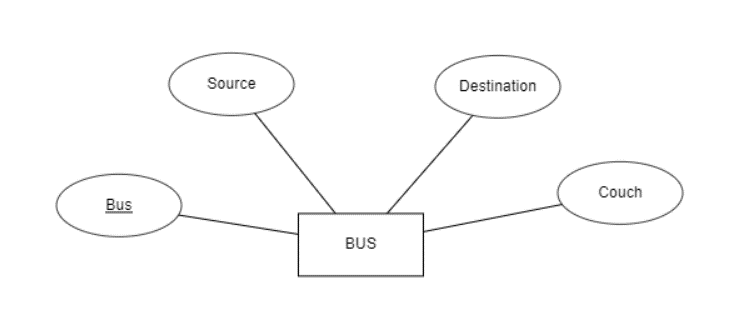 Source
Destination
Bus
Couch
BUS